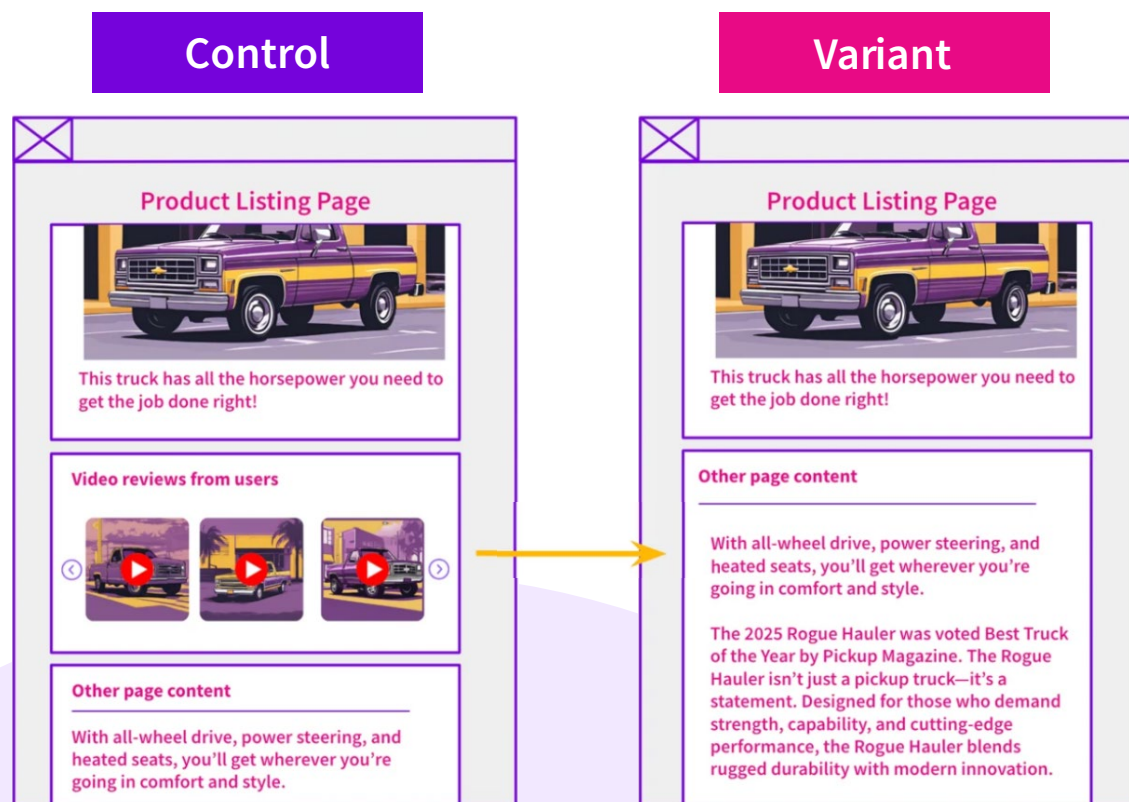 Control
Product Listing Page
This truck has all the horsepower you need to
get the job done right!
Video reviews from users
Other page content
With all-wheel drive, power steering, and
heated seats, you’ll get wherever you’re
going in comfort and style.
Variant
Product Listing Page
This truck has all the horsepower you need to
get the job done right!
Other page content
With all-wheel drive, power steering, and
heated seats, you’ll get wherever you’re
going in comfort and style.
The 2025 Rogue Hauler was voted Best Truck
of the Year by Pickup Magazine. The Rogue
Hauler isn’t just a pickup truck—it’s a
statement. Designed for those who demand
strength, capability, and cutting-edge
performance, the Rogue Hauler blends
rugged durability with modern innovation.